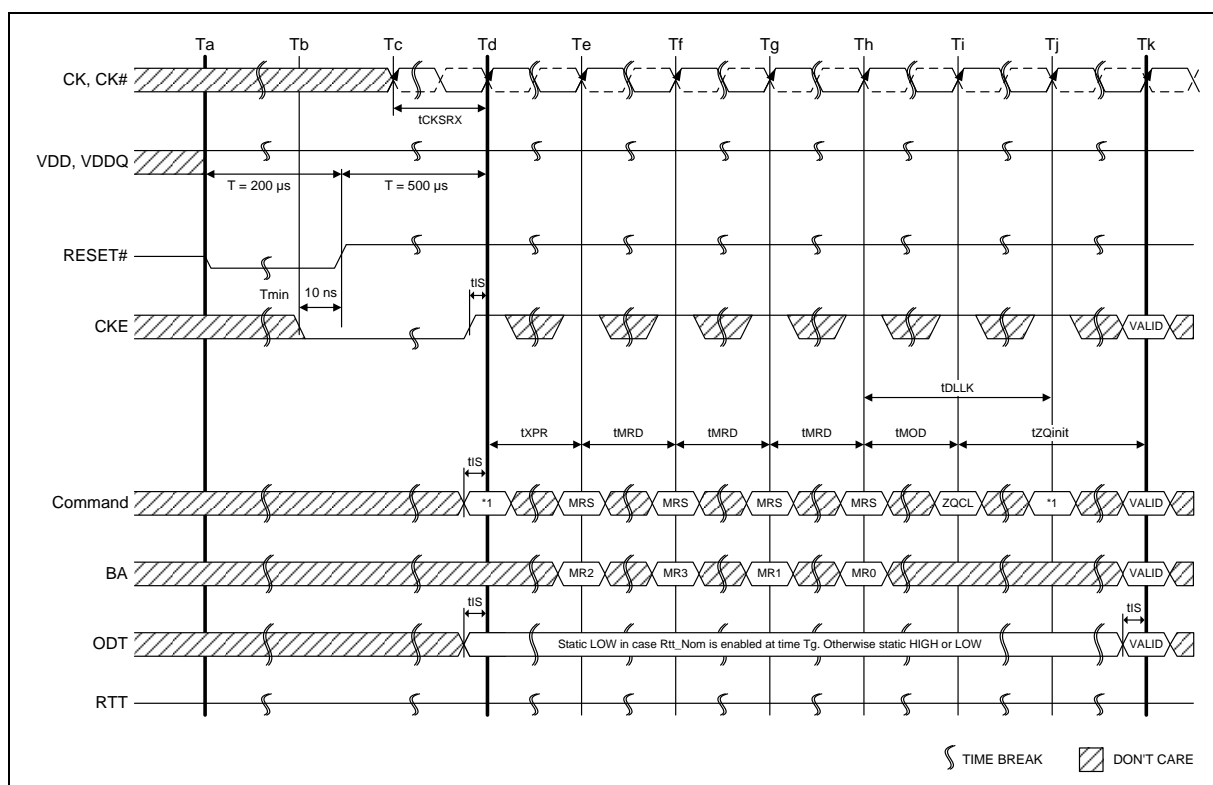 Ta Tb Tc Td Te Tf Tg Th Ti Tj Tk
CK, CK#
tCKSRX
VDD, VDDQ
T = 200 µs T = 500 µs
RESET#
Tmin 10 ns tIS
CKE VALID
tDLLK
tXPR tMRD tMRD tMRD tMOD tZQinit
tIS
Command *1 MRS MRS MRS MRS ZQCL *1 VALID
BA MR2 MR3 MR1 MR0 VALID
tIS tIS
ODT Static LOW in case Rtt_Nom is enabled at time Tg. Otherwise static HIGH or LOW VALID
RTT
TIME BREAK DON'T CARE